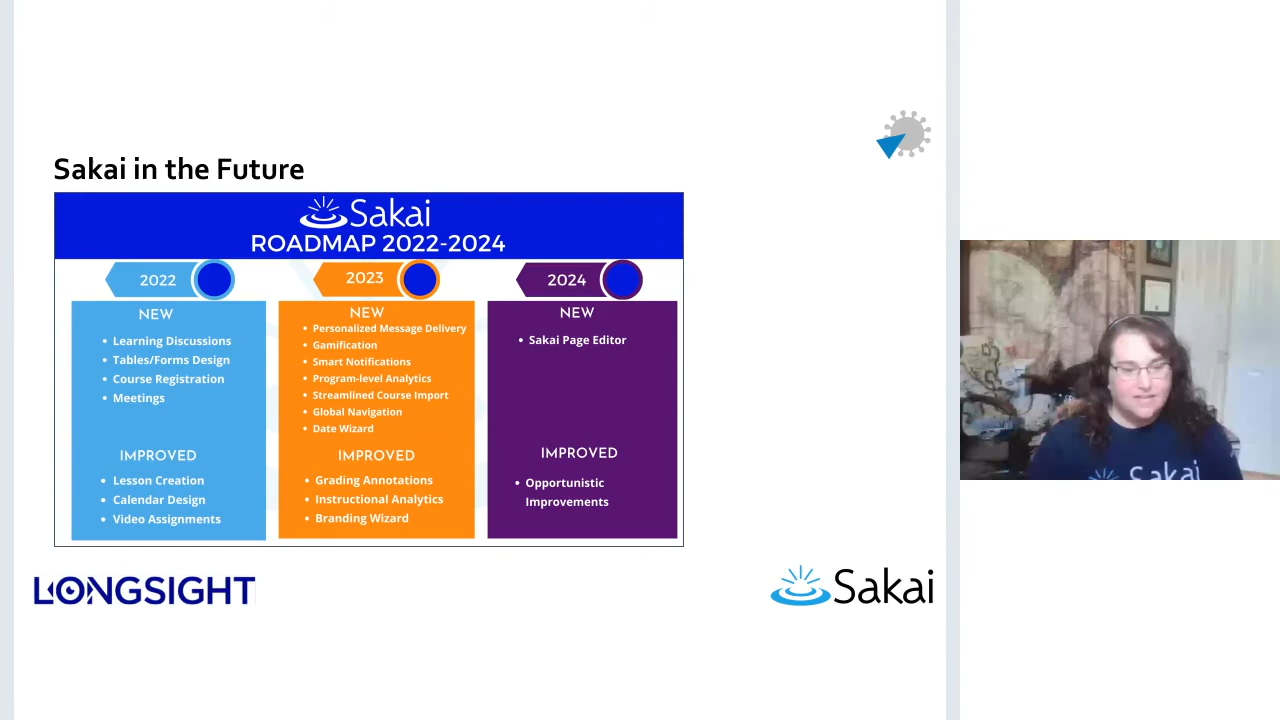 Sakai in the Future
Sakai
ROADMAP 2022-2024
2022
NEW
• Learning Discussions
• Tables/Forms Design
• Course Registration
• Meetings
IMPROVED
• Lesson Creation
• Calendar Design
• Video Assignments
2023
NEW
• Personalized Message Delivery
• Gamification
• Smart Notifications
• Program-level Analytics
• Streamlined Course Import
• Global Navigation
• Date Wizard
IMPROVED
• Grading Annotations
• Instructional Analytics
• Branding Wizard
2024
NEW
• Sakai Page Editor
IMPROVED
• Opportunistic
Improvements
LONGSIGHT
Sakai
Sakai